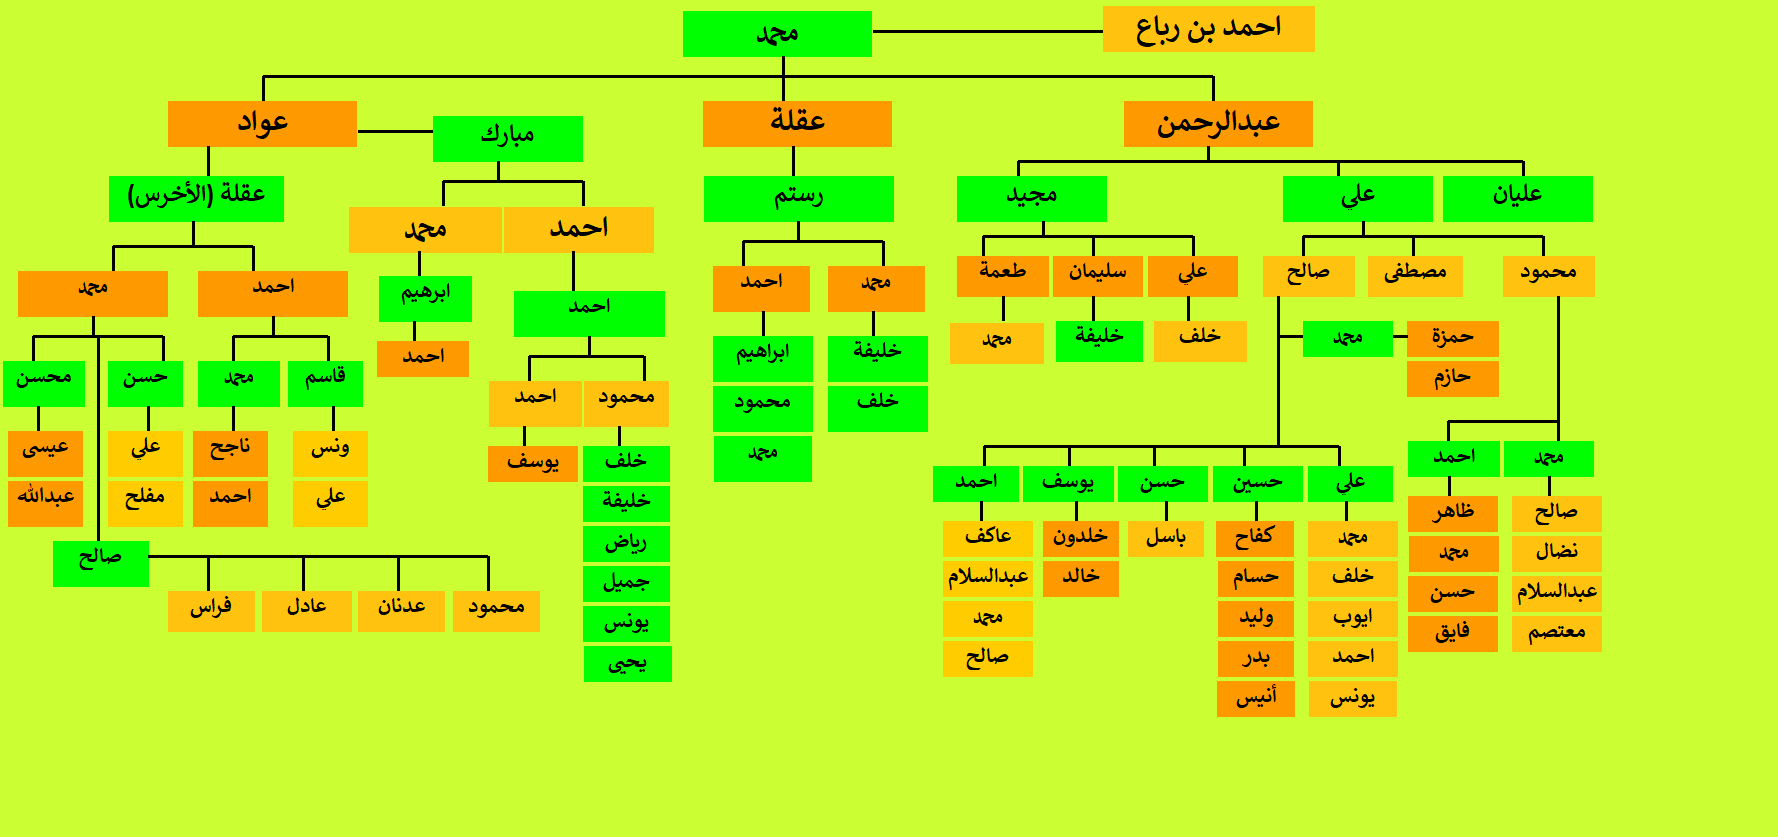 احمد بن رباع
محمد
عبدالرحمن
عقلة
عواد
مبارك
عليان
علي
مجيد
رستم
عقلة (الأخرس)
احمد
محمد
محمود
مصطفى
صالح
علي
سليمان
طعمة
محمد
احمد
احمد
محمد
ابرهيم
احمد
خلف
خليفة
محمد
محمد
حمزة
حازم
خليفة
خلف
ابراهيم
محمود
محمد
احمد
محمود
احمد
قاسم
محمد
حسن
محسن
يوسف
خلف
خليفة
رياض
جميل
يونس
يحيى
ونس
علي
ناجح
احمد
علي
مفلح
عيسى
عبدالله
صالح
محمود
عدنان
عادل
فراس
محمد
احمد
علي
حسين
حسن
يوسف
احمد
صالح
نضال
عبدالسلام
معتصم
ظاهر
محمد
حسن
فايق
محمد
خلف
ايوب
احمد
يونس
كفاح
حسام
وليد
بدر
أنيس
باسل
خلدون
خالد
عاكف
عبدالسلام
محمد
صالح